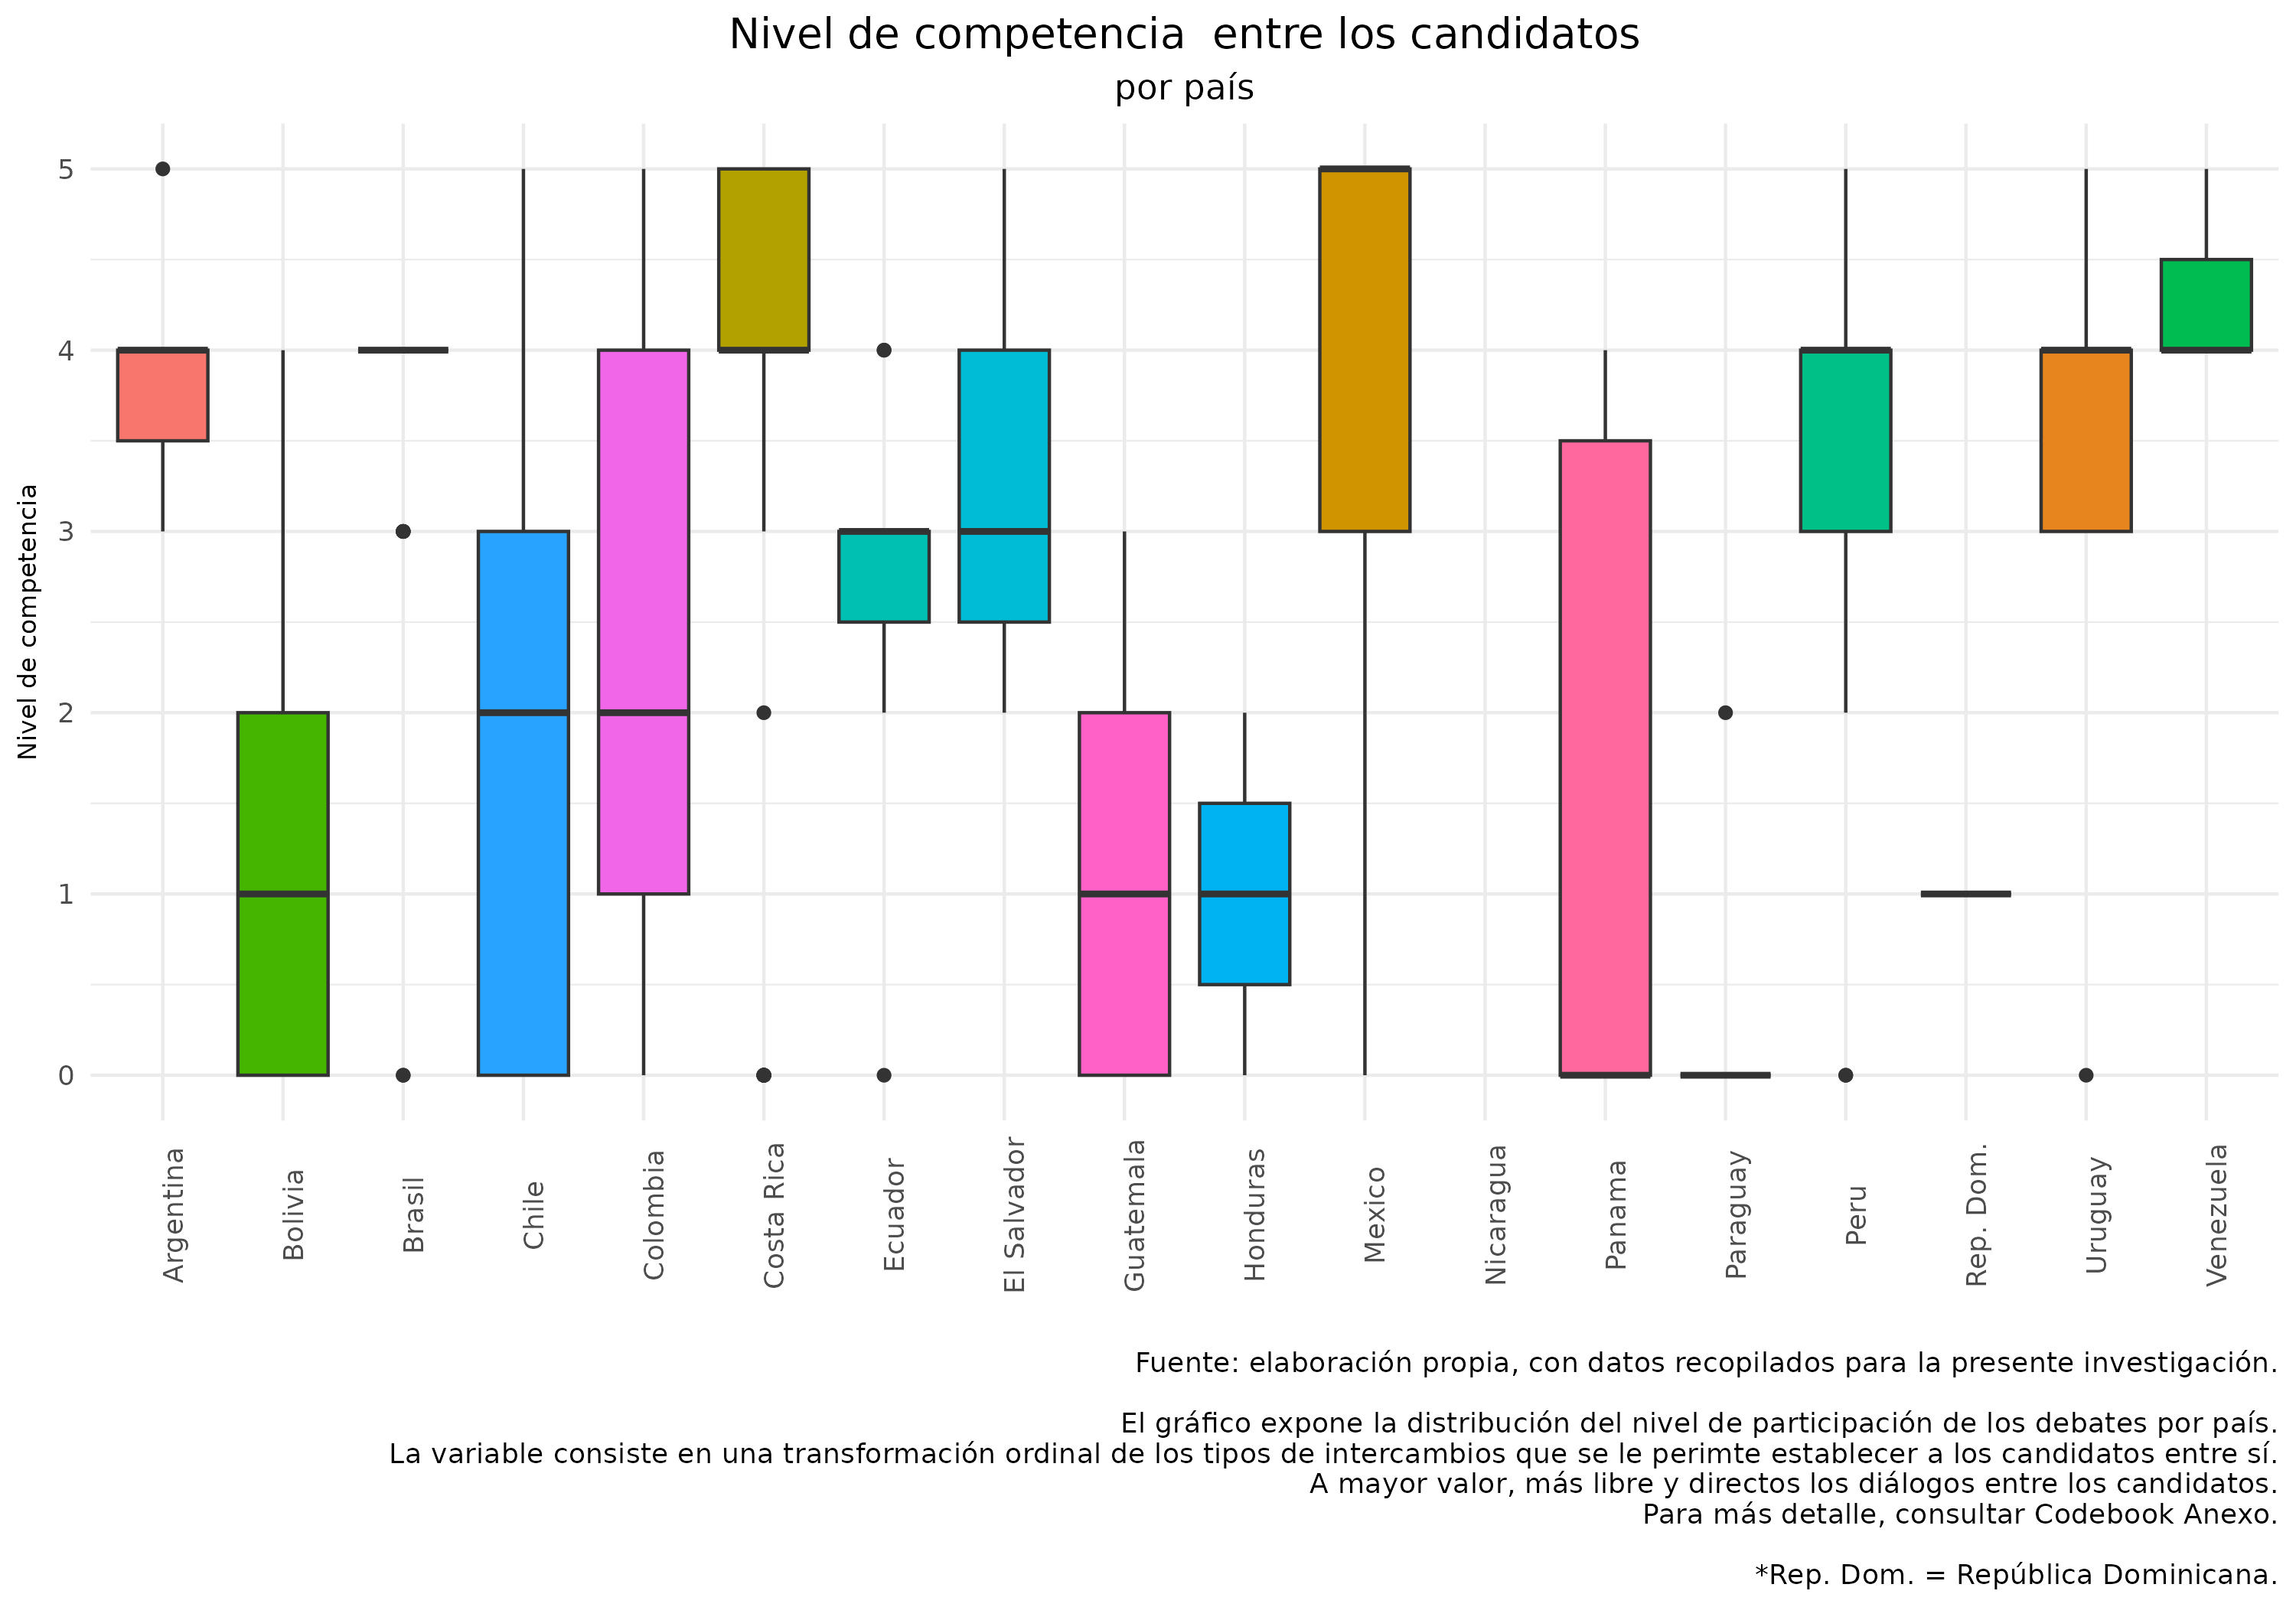 Nivel de competencia  entre los candidatos
por país
Nivel de competencia
5
4
3
2
1
0
Argentina
Bolivia
Brasil
Chile
Colombia
Costa Rica
Ecuador
El Salvador
Guatemala
Honduras
Mexico
Nicaragua
Panama
Paraguay
Peru
Rep. Dom.
Uruguay
Venezuela
Fuente: elaboración propia, con datos recopilados para la presente investigación.
El gráfico expone la distribución del nivel de participación de los debates por país.
La variable consiste en una transformación ordinal de los tipos de intercambios que se le perimte establecer a los candidatos entre sí.
A mayor valor, más libre y directos los diálogos entre los candidatos.
Para más detalle, consultar Codebook Anexo.
*Rep. Dom. = República Dominicana.